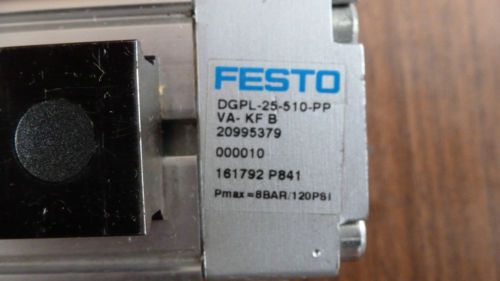 FESTO
DGPL-25-510-PP
VA- KF B
20995379
000010
161792 P841
Pmax=8BAR/120PSI